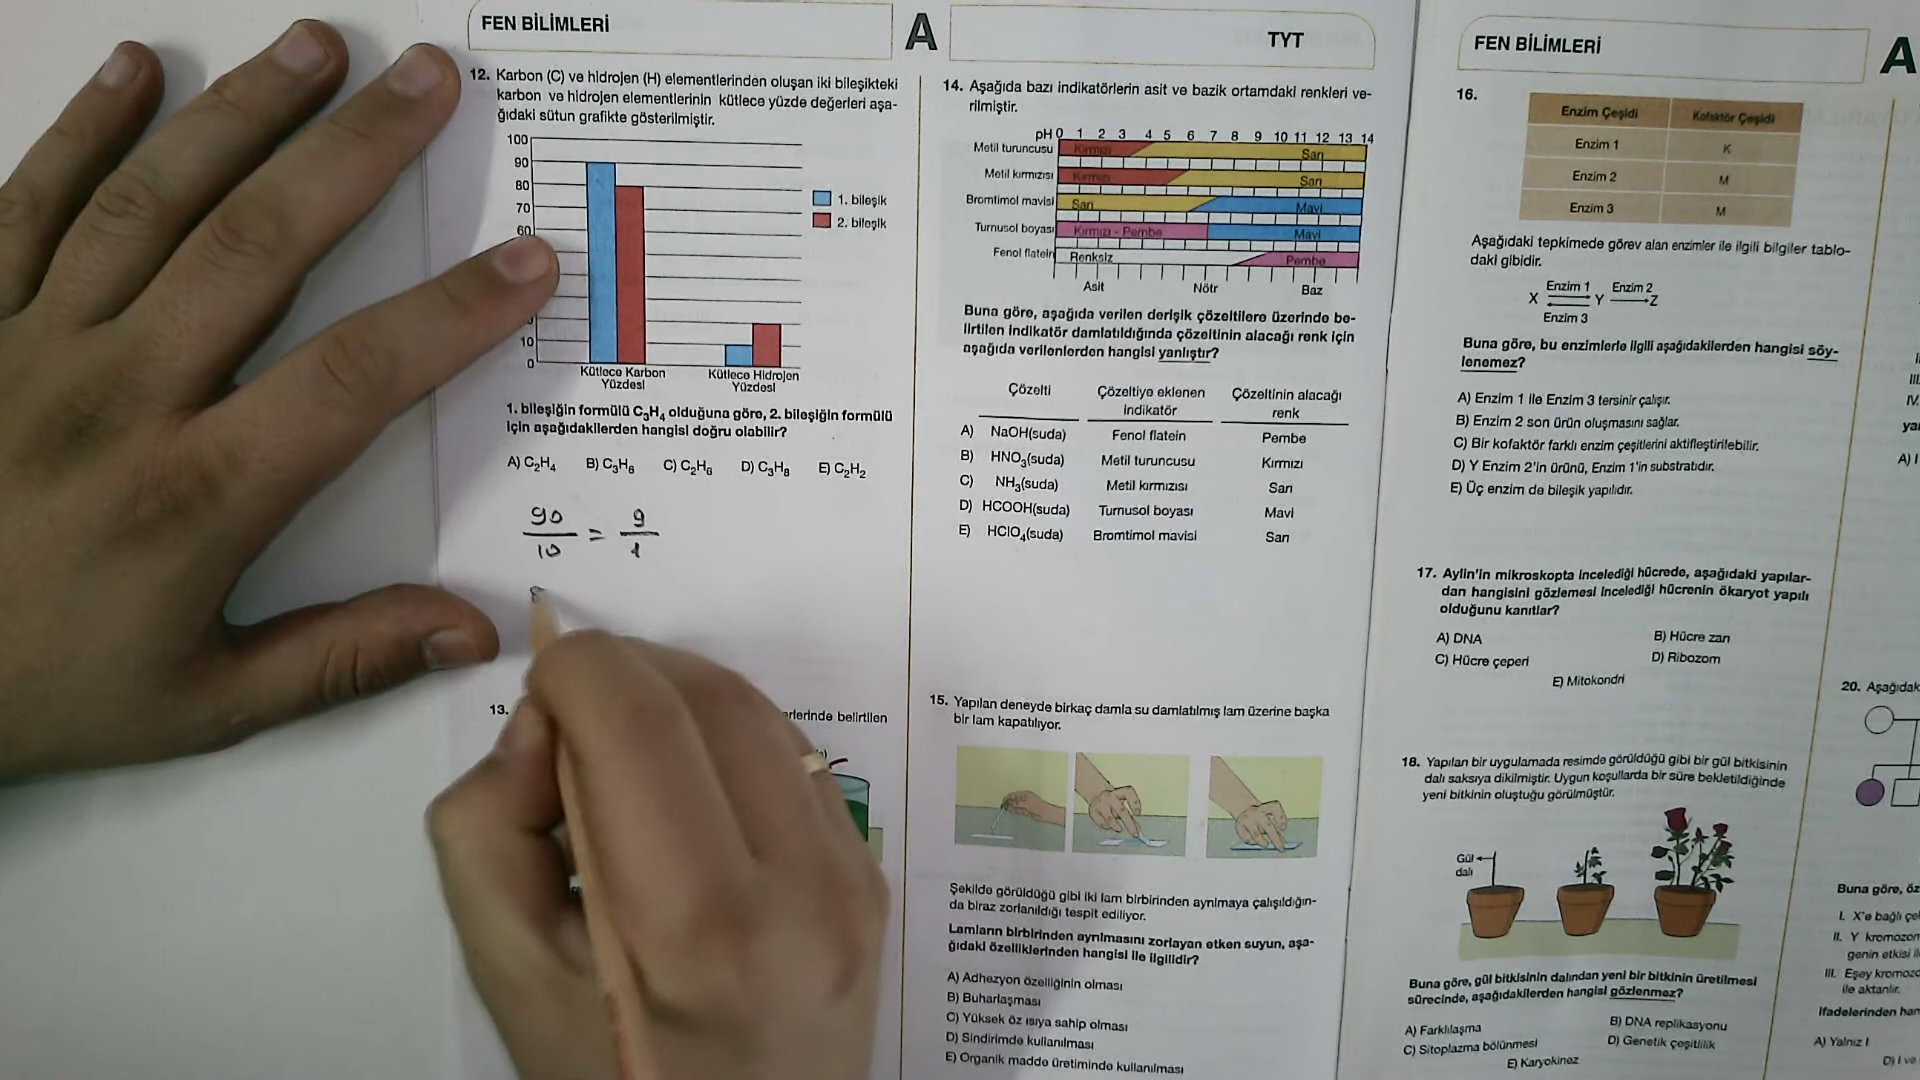 FEN BİLİMLERİ
A
12. Karbon (C) ve hidrojen (H) elementlerinden oluşan iki bileşikteki
karbon ve hidrojen elementlerinin kütlece yüzde değerleri aşa-
ğıdaki sütun grafikte gösterilmiştir.
100
90
80
70
60
10
0
1. bileşik
2. bileşik
Kütlece Karbon
Yüzdesi
Kütlece Hidrojen
Yüzdesi
1. bileşiğin formülü C₃H₄ olduğuna göre, 2. bileşiğin formülü
için aşağıdakilerden hangisi doğru olabilir?
A) C₂H₄ B) C₃H₆ C) C₂H₆ D) C₃H₈ E) C₂H₂
90/10 = 9/1
8
13.
erlerinde belirtilen
TYT
14. Aşağıda bazı indikatörlerin asit ve bazik ortamdaki renkleri ve-
rilmiştir.
pH 0 1 2 3 4 5 6 7 8 9 10 11 12 13 14
Metil turuncusu Kırmızı Sarı
Metil kırmızısı Kırmızı Sarı
Bromtimol mavisi Sarı Mavi
Turnusol boyası Kırmızı - Pembe Mavi
Fenol flatein Renksiz Pembe
Asit Nötr Baz
Buna göre, aşağıda verilen derişik çözeltilere üzerinde be-
lirtilen indikatör damlatıldığında çözeltinin alacağı renk için
aşağıda verilenlerden hangisi yanlıştır?
Çözelti Çözeltiye eklenen Çözeltinin alacağı
indikatör renk
A) NaOH(suda) Fenol flatein Pembe
B) HNO₃(suda) Metil turuncusu Kırmızı
C) NH₃(suda) Metil kırmızısı Sarı
D) HCOOH(suda) Turnusol boyası Mavi
E) HClO₄(suda) Bromtimol mavisi Sarı
15. Yapılan deneyde birkaç damla su damlatılmış lam üzerine başka
bir lam kapatılıyor.
Şekilde görüldüğü gibi iki lam birbirinden ayrılmaya çalışıldığın-
da biraz zorlanıldığı tespit ediliyor.
Lamların birbirinden ayrılmasını zorlayan etken suyun, aşa-
ğıdaki özelliklerinden hangisi ile ilgilidir?
A) Adhezyon özelliğinin olması
B) Buharlaşması
C) Yüksek öz ısıya sahip olması
D) Sindirimde kullanılması
E) Organik madde üretiminde kullanılması
FEN BİLİMLERİ
A
16.
Enzim Çeşidi Kofaktör Çeşidi
Enzim 1 K
Enzim 2 M
Enzim 3 M
Aşağıdaki tepkimede görev alan enzimler ile ilgili bilgiler tablo-
daki gibidir.
Enzim 1 Enzim 2
X Y Z
Enzim 3
Buna göre, bu enzimlerle ilgili aşağıdakilerden hangisi söy-
lenemez?
A) Enzim 1 ile Enzim 3 tersinir çalışır.
B) Enzim 2 son ürün oluşmasını sağlar.
C) Bir kofaktör farklı enzim çeşitlerini aktifleştirilebilir.
D) Y Enzim 2'in ürünü, Enzim 1'in substratıdır.
E) Üç enzim de bileşik yapılıdır.
17. Aylin'in mikroskopta incelediği hücrede, aşağıdaki yapılar-
dan hangisini gözlemesi incelediği hücrenin ökaryot yapılı
olduğunu kanıtlar?
A) DNA B) Hücre zarı
C) Hücre çeperi D) Ribozom
E) Mitokondri
18. Yapılan bir uygulamada resimde görüldüğü gibi bir gül bitkisinin
dalı saksıya dikilmiştir. Uygun koşullarda bir süre bekletildiğinde
yeni bitkinin oluştuğu görülmüştür.
Gül
dalı
Buna göre, gül bitkisinin dalından yeni bir bitkinin üretilmesi
sürecinde, aşağıdakilerden hangisi gözlenmez?
A) Farklılaşma B) DNA replikasyonu
C) Sitoplazma bölünmesi D) Genetik çeşitlilik
E) Karyokinez
III.
IV.
A) I
20. Aşağıdak
Buna göre, öz
I. X'e bağlı çe
II. Y kromozom
genin etkisi il
III. Eşey kromozo
ile aktarılır.
ifadelerinden han
A) Yalnız I
D) I ve